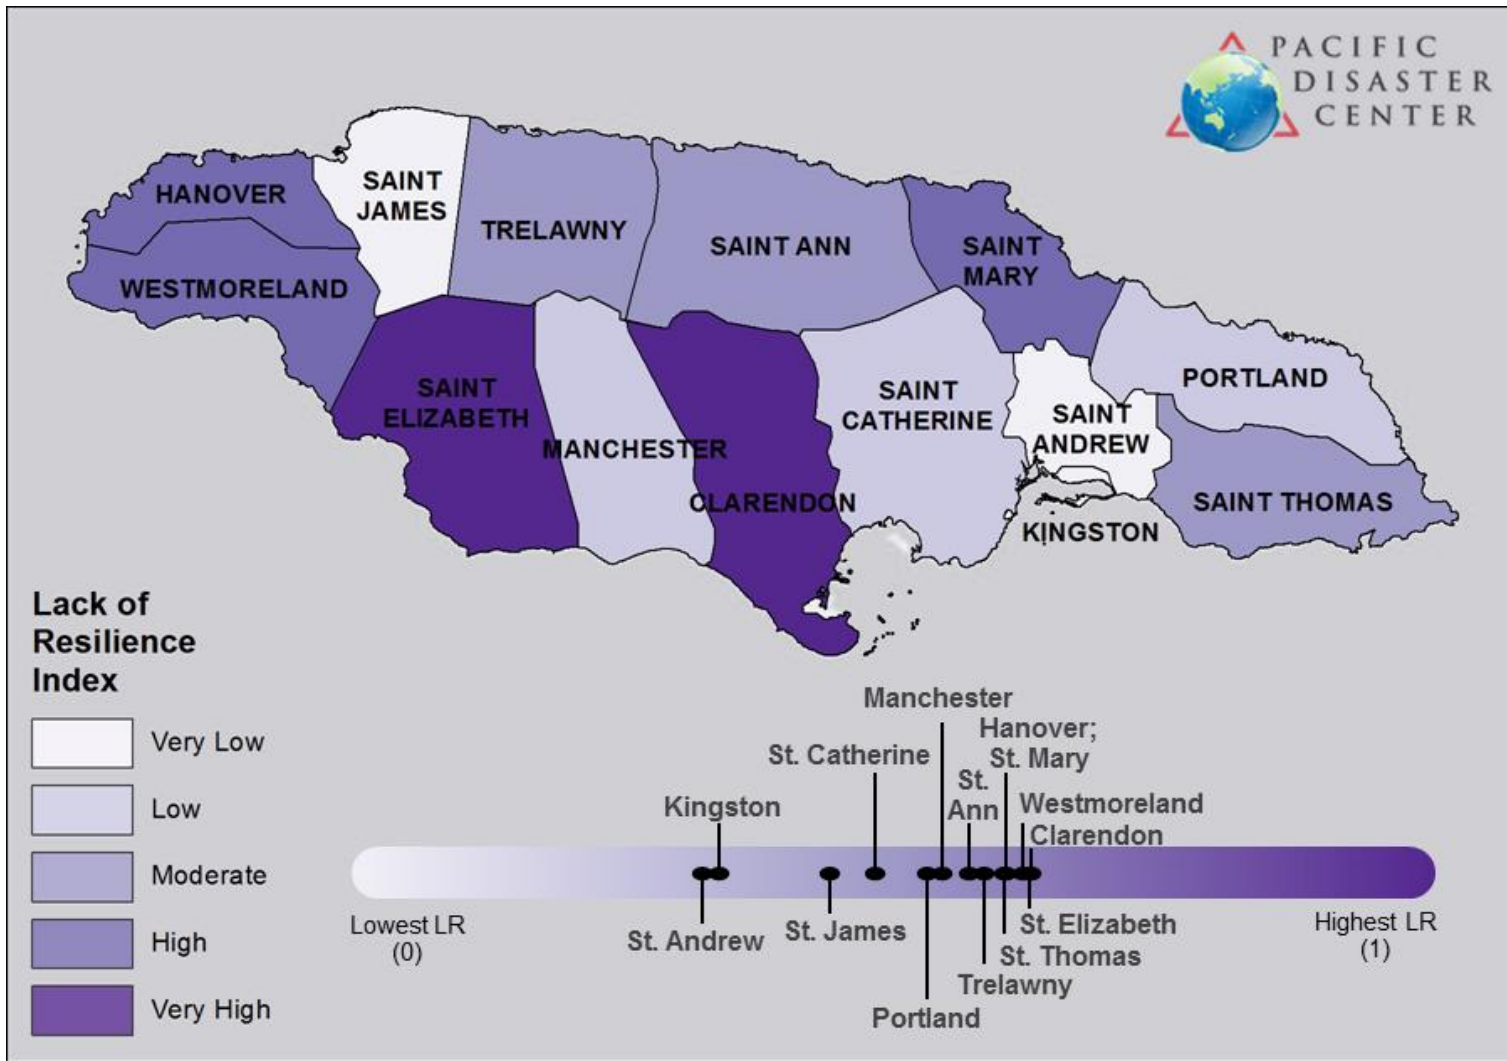 PACIFIC
DISASTER
CENTER
HANOVER
SAINT
JAMES
TRELAWNY
SAINT ANN
SAINT
MARY
WESTMORELAND
SAINT
ELIZABETH
MANCHESTER
CLARENDON
SAINT
CATHERINE
SAINT
ANDREW
PORTLAND
SAINT THOMAS
KINGSTON
Lack of
Resilience
Index
Very Low
Low
Moderate
High
Very High
Manchester
Hanover;
St. Mary
St. Catherine
St.
Ann
Westmoreland
Kingston
Clarendon
Lowest LR
(0)
St. Andrew
St. James
St. Elizabeth
St. Thomas
Trelawny
Portland
Highest LR
(1)